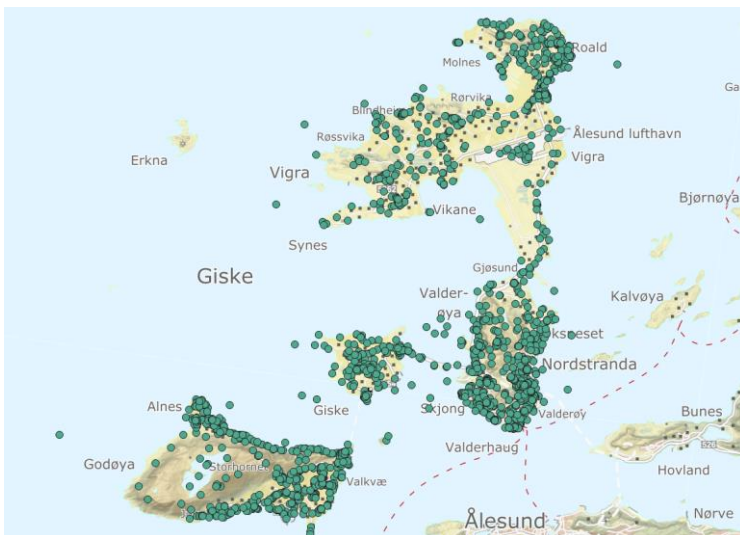 Roald
Molnes
Ga
Rørvika
Blindheim
Røssvika
Ålesund lufthavn
Erkna
Vigra
Vigra
Bjørnøya
Vikane
Synes
Giske
Gjøsund
Valder-
øya
Kalvøya
Nordstranda
Giske
Skjong
Alnes
Valderøy
Bunes
Valderhaug
Godøya
Storhornet
Hovland
Valkvæ
Ålesund
Nørve